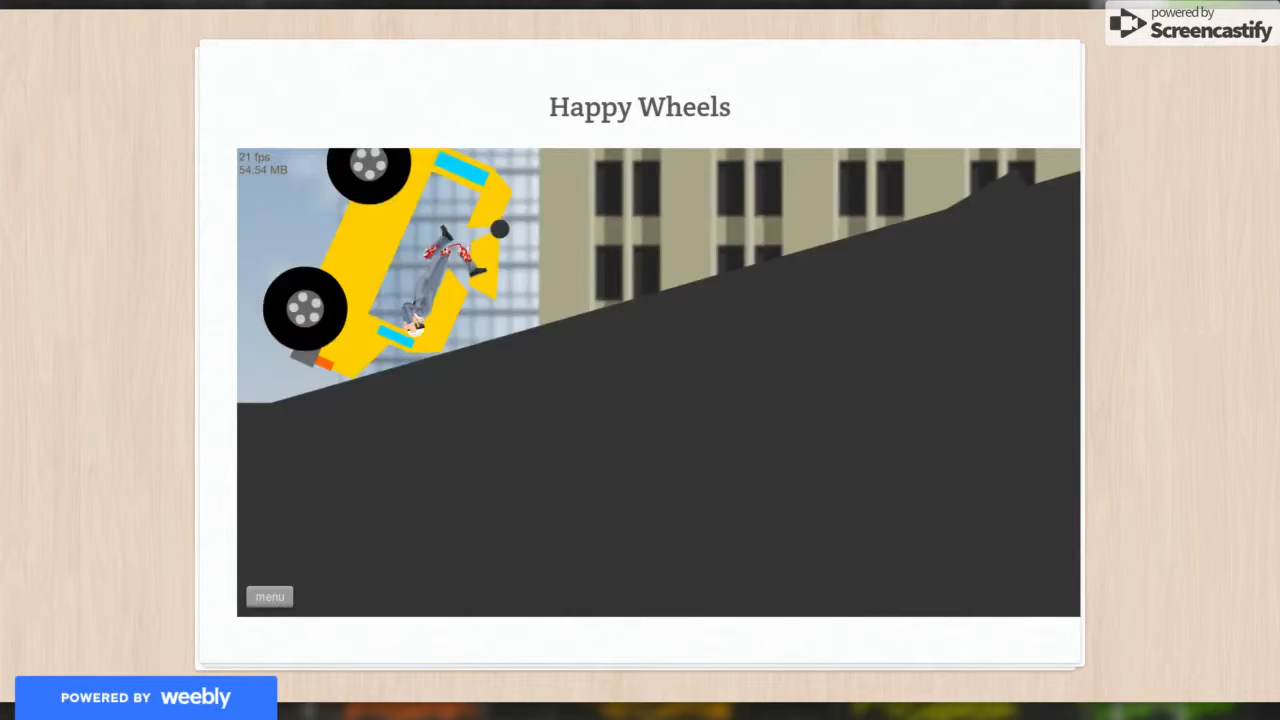 powered by
Screencastify
Happy Wheels
21 fps
54.54 MB
menu
POWERED BY weebly